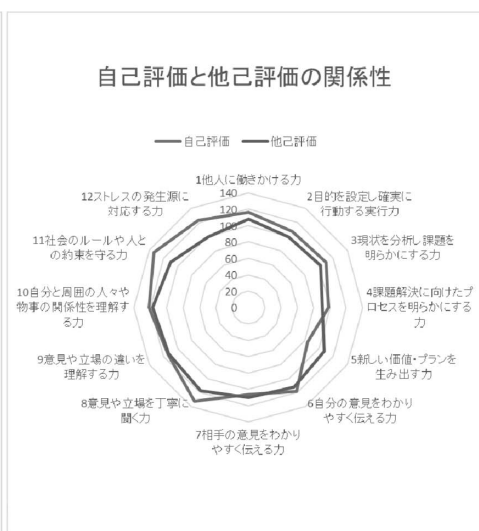 自己評価と他己評価の関係性
自己評価 他己評価
1他人に働きかける力
2目的を設定し確実に
行動する実行力
3現状を分析し課題を
明らかにする力
4課題解決に向けたプ
ロセスを明らかにする
力
5新しい価値・プランを
生み出す力
6自分の意見をわかり
やすく伝える力
7相手の意見をわかり
やすく伝える力
8意見や立場を丁寧に
聞く力
9意見や立場の違いを
理解する力
10自分と周囲の人々や
物事の関係性を理解す
る力
11社会のルールや人と
の約束を守る力
12ストレスの発生源に
対応する力
140
120
100
80
60
40
20
0